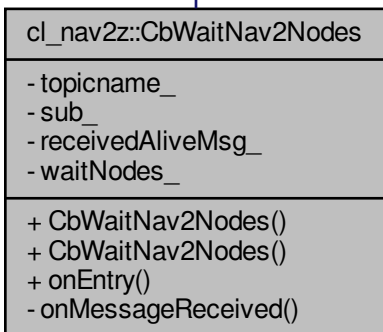 cl_nav2z::CbWaitNav2Nodes
- topicname_
- sub_
- receivedAliveMsg_
- waitNodes_
+ CbWaitNav2Nodes()
+ CbWaitNav2Nodes()
+ onEntry()
- onMessageReceived()